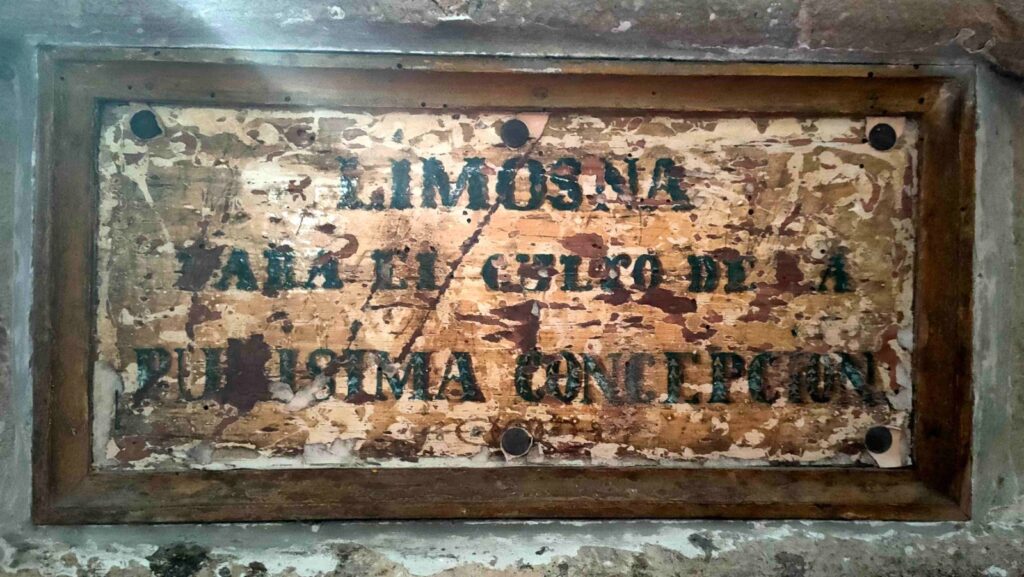 LIMOSNA
PARA EL CULTO DE LA
PURISIMA CONCEPCION